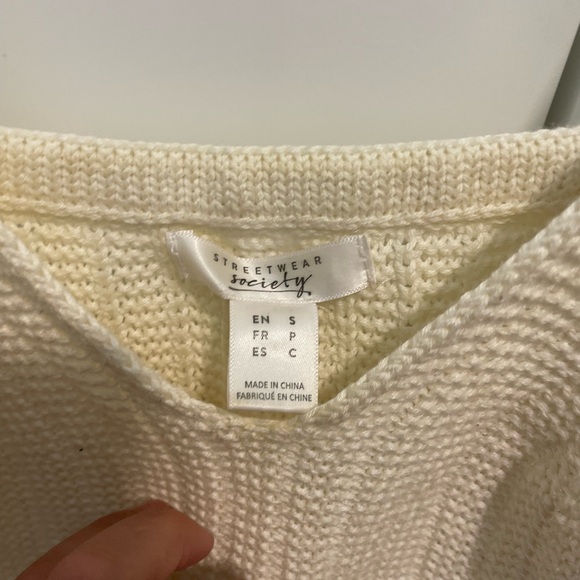 STREETWEAR
society
EN S
FR P
ES C
MADE IN CHINA
FABRIQUÉ EN CHINE